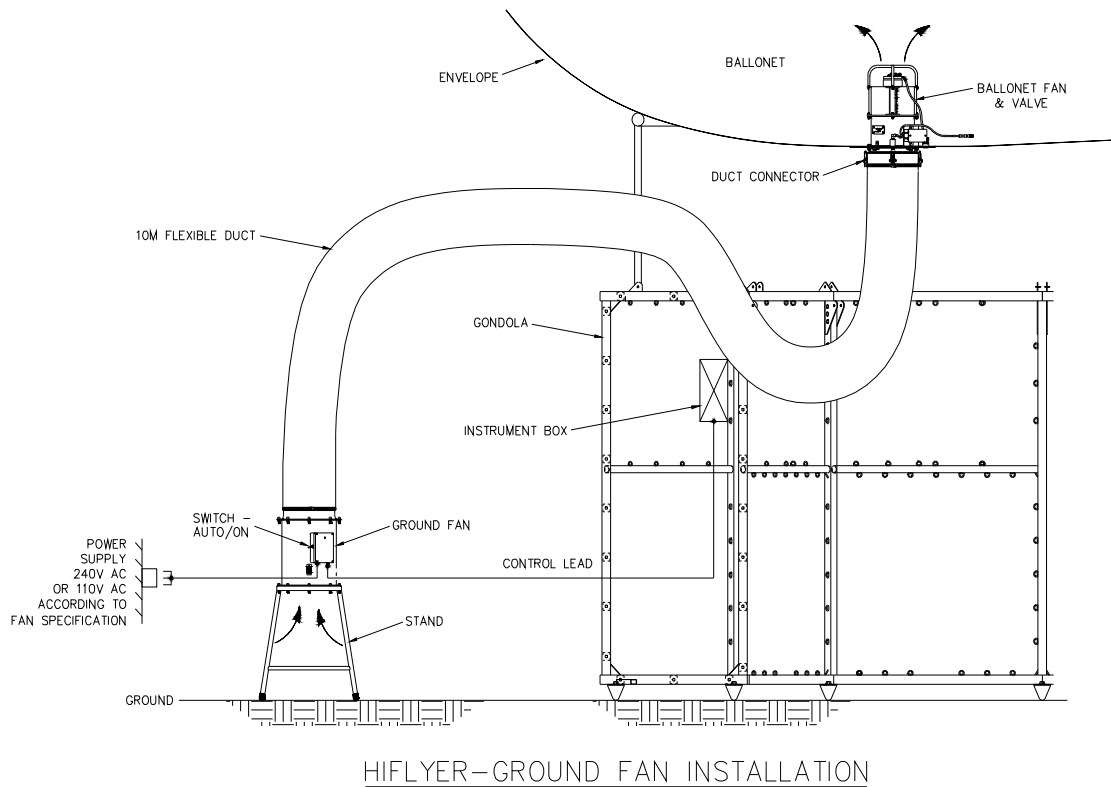 ENVELOPE
BALLONET
BALLONET FAN
& VALVE
DUCT CONNECTOR
10M FLEXIBLE DUCT
GONDOLA
INSTRUMENT BOX
SWITCH -
AUTO/ON
GROUND FAN
POWER
SUPPLY
240V AC
OR 110V AC
ACCORDING TO
FAN SPECIFICATION
CONTROL LEAD
STAND
GROUND
HIFLYER-GROUND FAN INSTALLATION